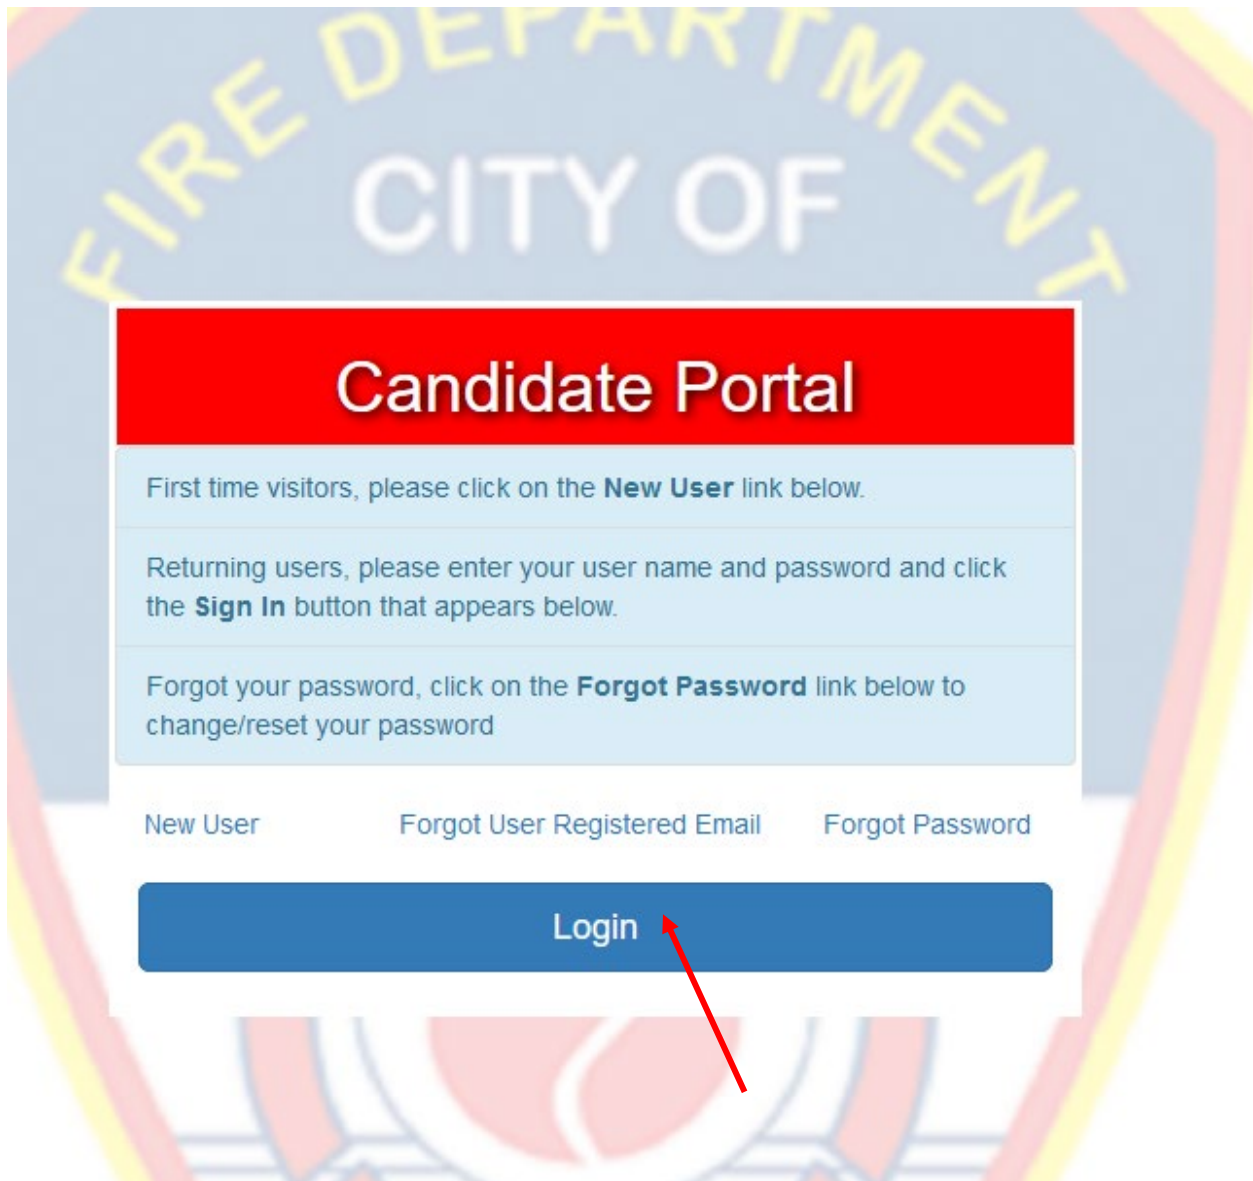 FIRE DEPARTMENT
CITY OF
Candidate Portal
First time visitors, please click on the New User link below.
Returning users, please enter your user name and password and click
the Sign In button that appears below.
Forgot your password, click on the Forgot Password link below to
change/reset your password
New User Forgot User Registered Email Forgot Password
Login